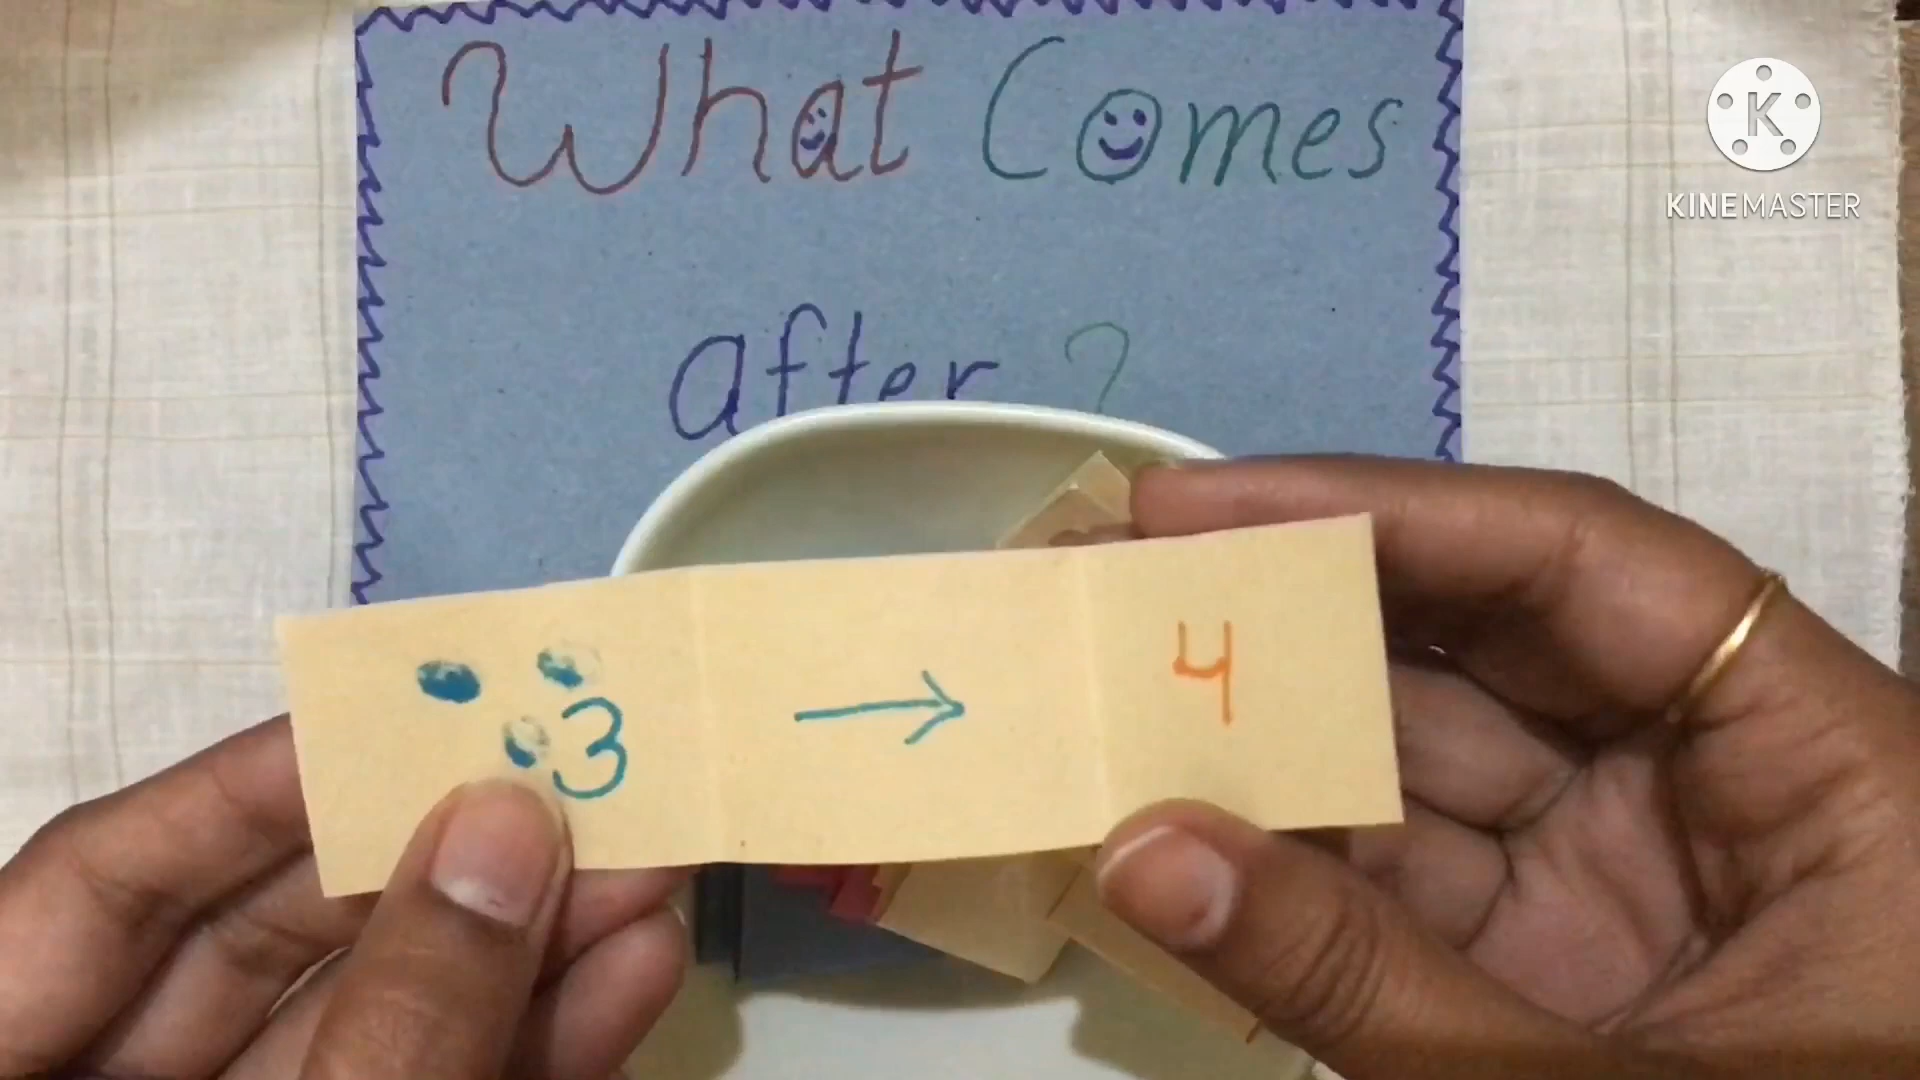 What Comes
after ?
K
KINEMASTER
3 → 4